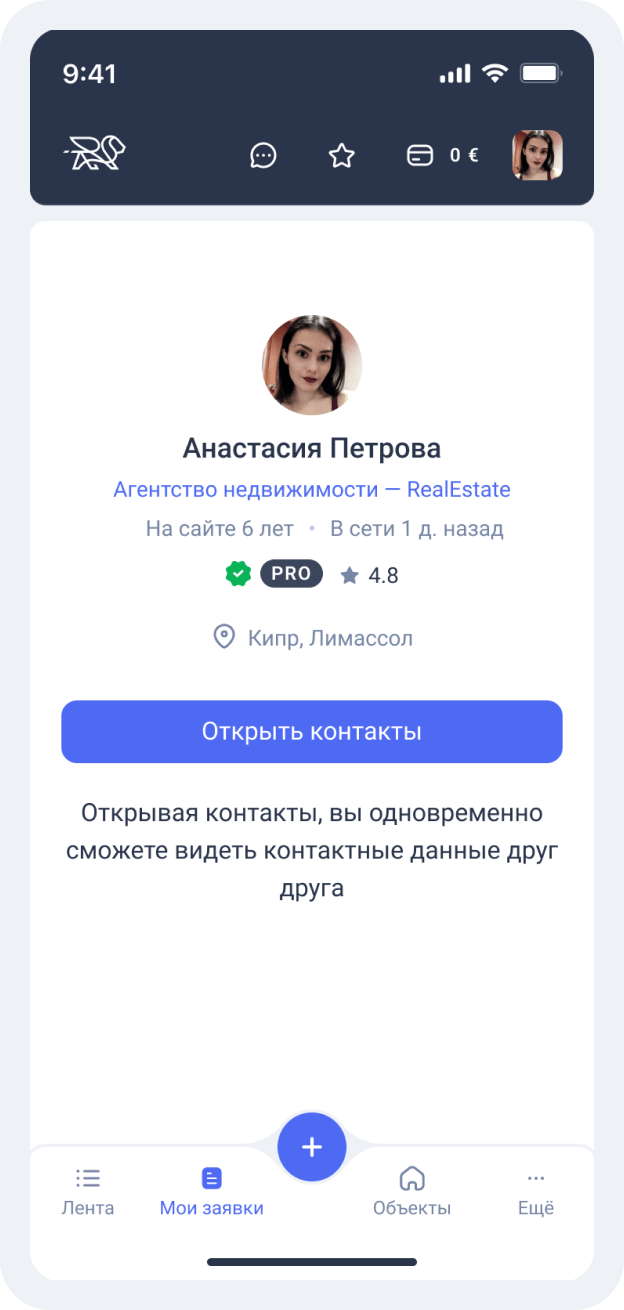 9:41
0 €
Анастасия Петрова
Агентство недвижимости — RealEstate
На сайте 6 лет • В сети 1 д. назад
PRO 4.8
Кипр, Лимассол
Открыть контакты
Открывая контакты, вы одновременно
сможете видеть контактные данные друг
друга
Лента Мои заявки Объекты Ещё